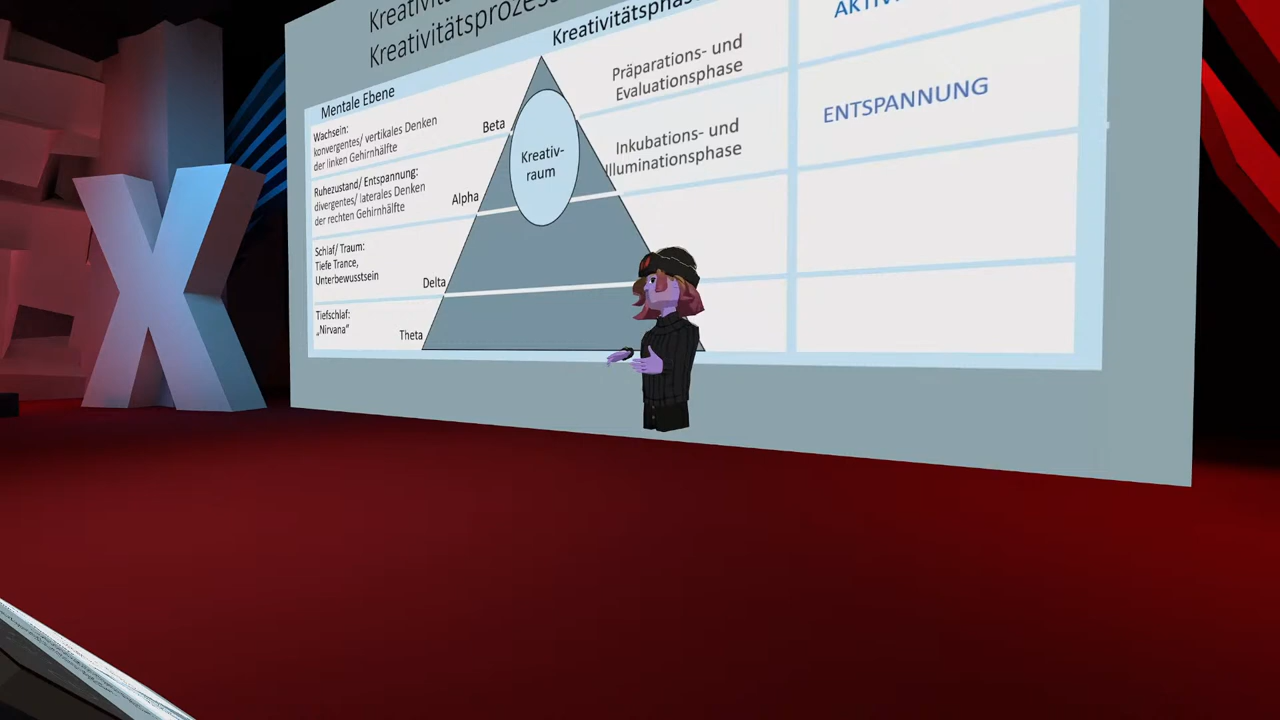 Kreativitätsprozess
Kreativitätsphas
AKTIV
Mentale Ebene
Wachsein:
konvergentes/ vertikales Denken
der linken Gehirnhälfte
Beta
Präparations- und
Evaluationsphase
ENTSPANNUNG
Kreativ-
raum
Ruhezustand/ Entspannung:
divergentes/ laterales Denken
der rechten Gehirnhälfte
Alpha
Inkubations- und
Illuminationsphase
Schlaf/ Traum:
Tiefe Trance,
Unterbewusstsein
Delta
Tiefschlaf:
„Nirvana“
Theta
X